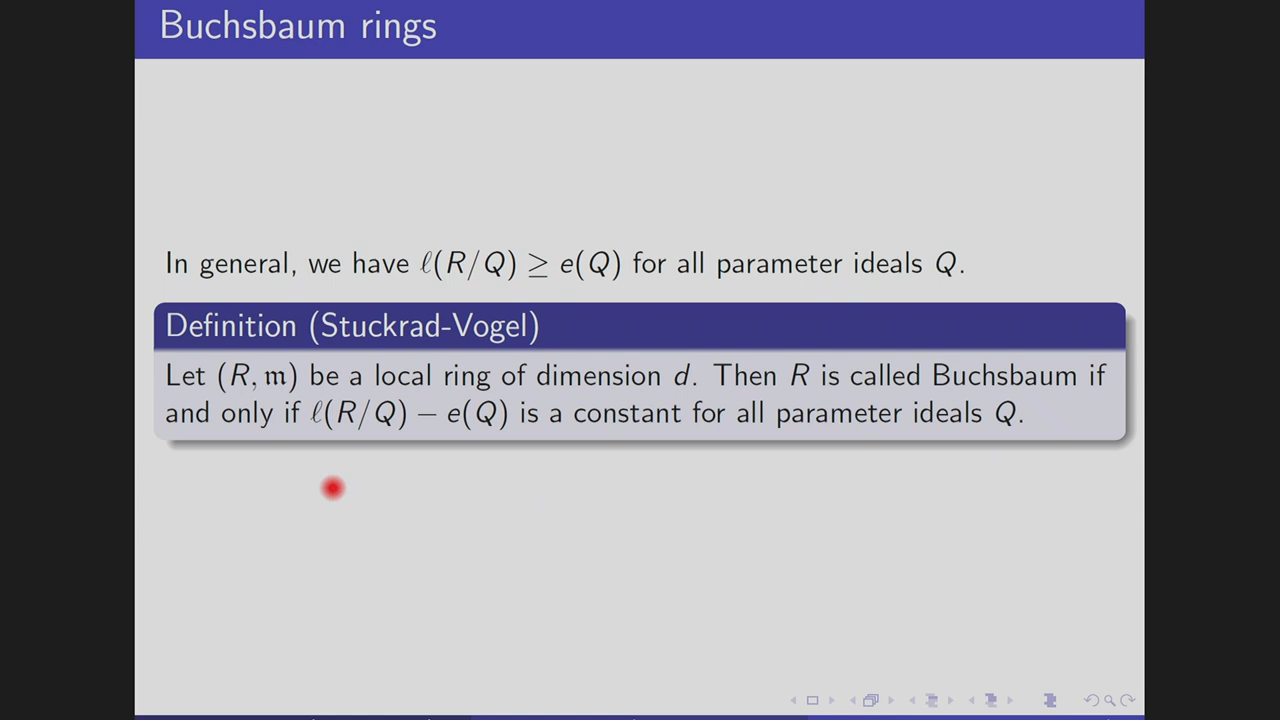 Buchsbaum rings
In general, we have ℓ(R/Q) ≥ e(Q) for all parameter ideals Q.
Definition (Stuckrad-Vogel)
Let (R, 𝔪) be a local ring of dimension d. Then R is called Buchsbaum if
and only if ℓ(R/Q) − e(Q) is a constant for all parameter ideals Q.